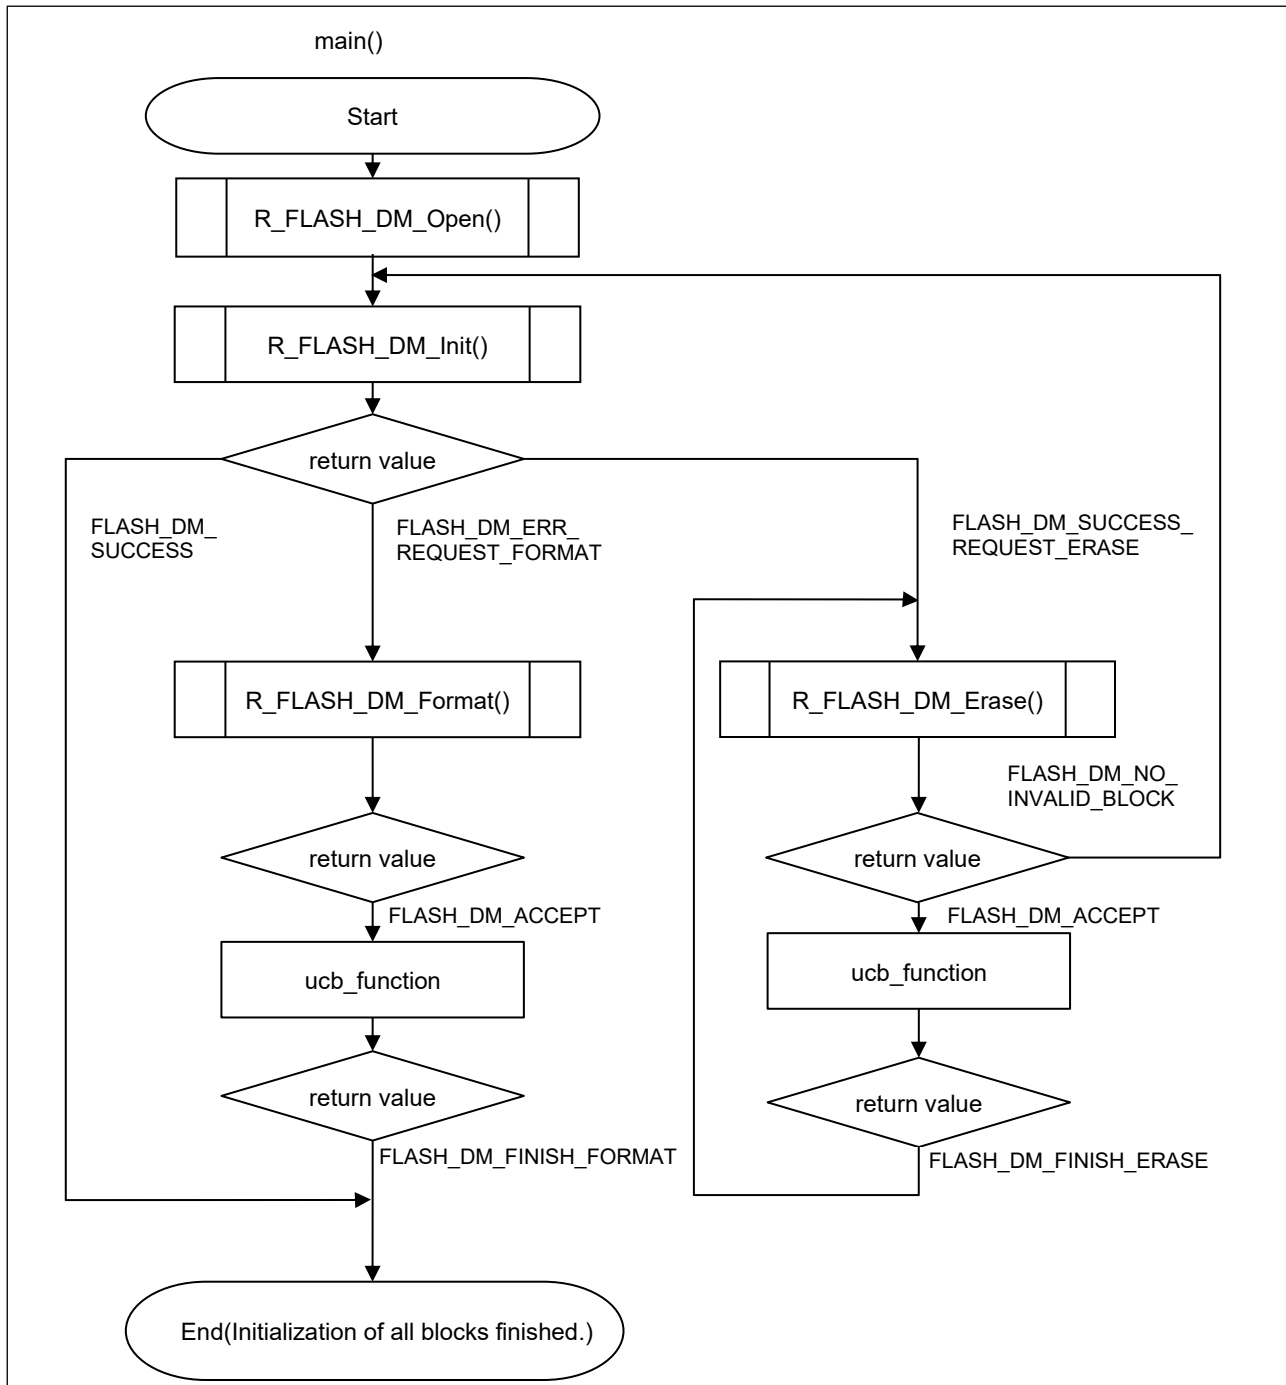 main()
Start
R_FLASH_DM_Open()
R_FLASH_DM_Init()
return value
FLASH_DM_
SUCCESS
FLASH_DM_ERR_
REQUEST_FORMAT
FLASH_DM_SUCCESS_
REQUEST_ERASE
R_FLASH_DM_Format()
R_FLASH_DM_Erase()
FLASH_DM_NO_
INVALID_BLOCK
return value
return value
FLASH_DM_ACCEPT
FLASH_DM_ACCEPT
ucb_function
ucb_function
return value
return value
FLASH_DM_FINISH_FORMAT
FLASH_DM_FINISH_ERASE
End(Initialization of all blocks finished.)